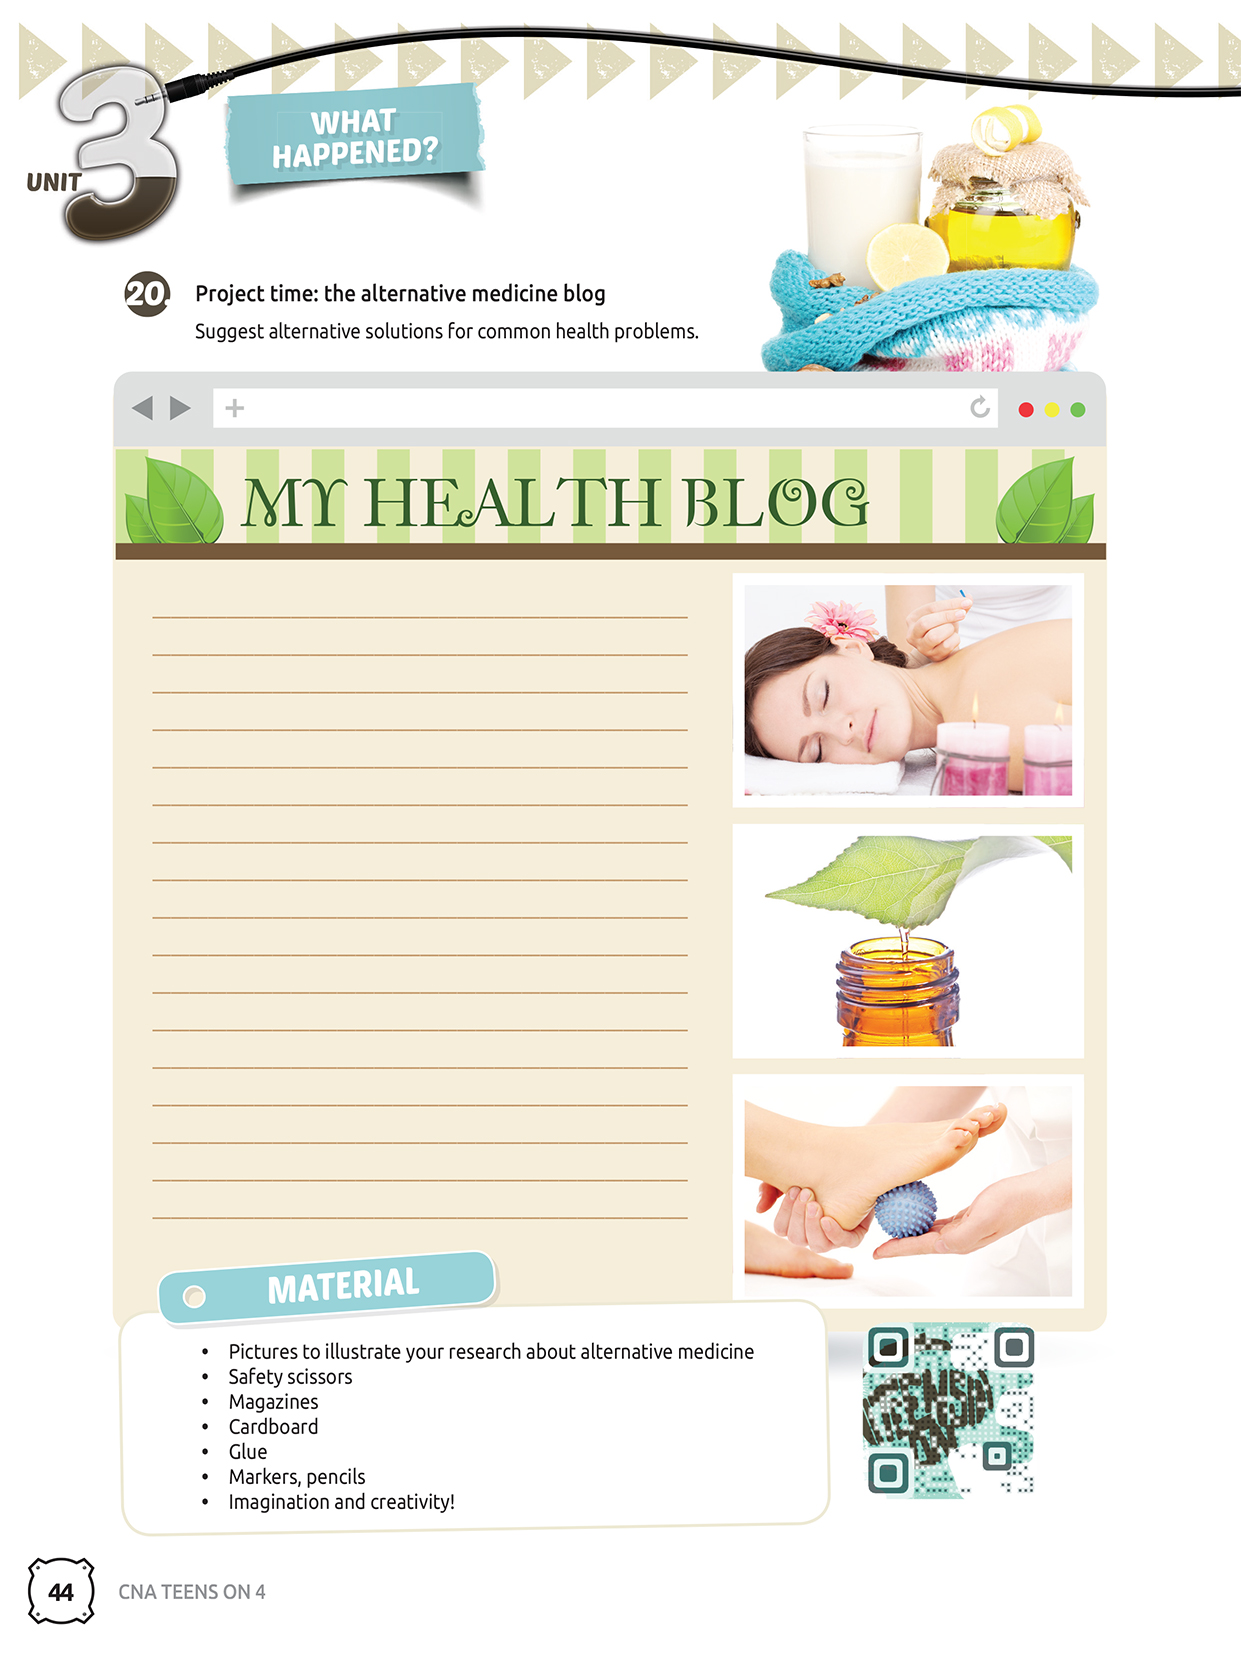 UNIT 3
WHAT
HAPPENED?
20. Project time: the alternative medicine blog
Suggest alternative solutions for common health problems.
MY HEALTH BLOG
MATERIAL
• Pictures to illustrate your research about alternative medicine
• Safety scissors
• Magazines
• Cardboard
• Glue
• Markers, pencils
• Imagination and creativity!
44
CNA TEENS ON 4